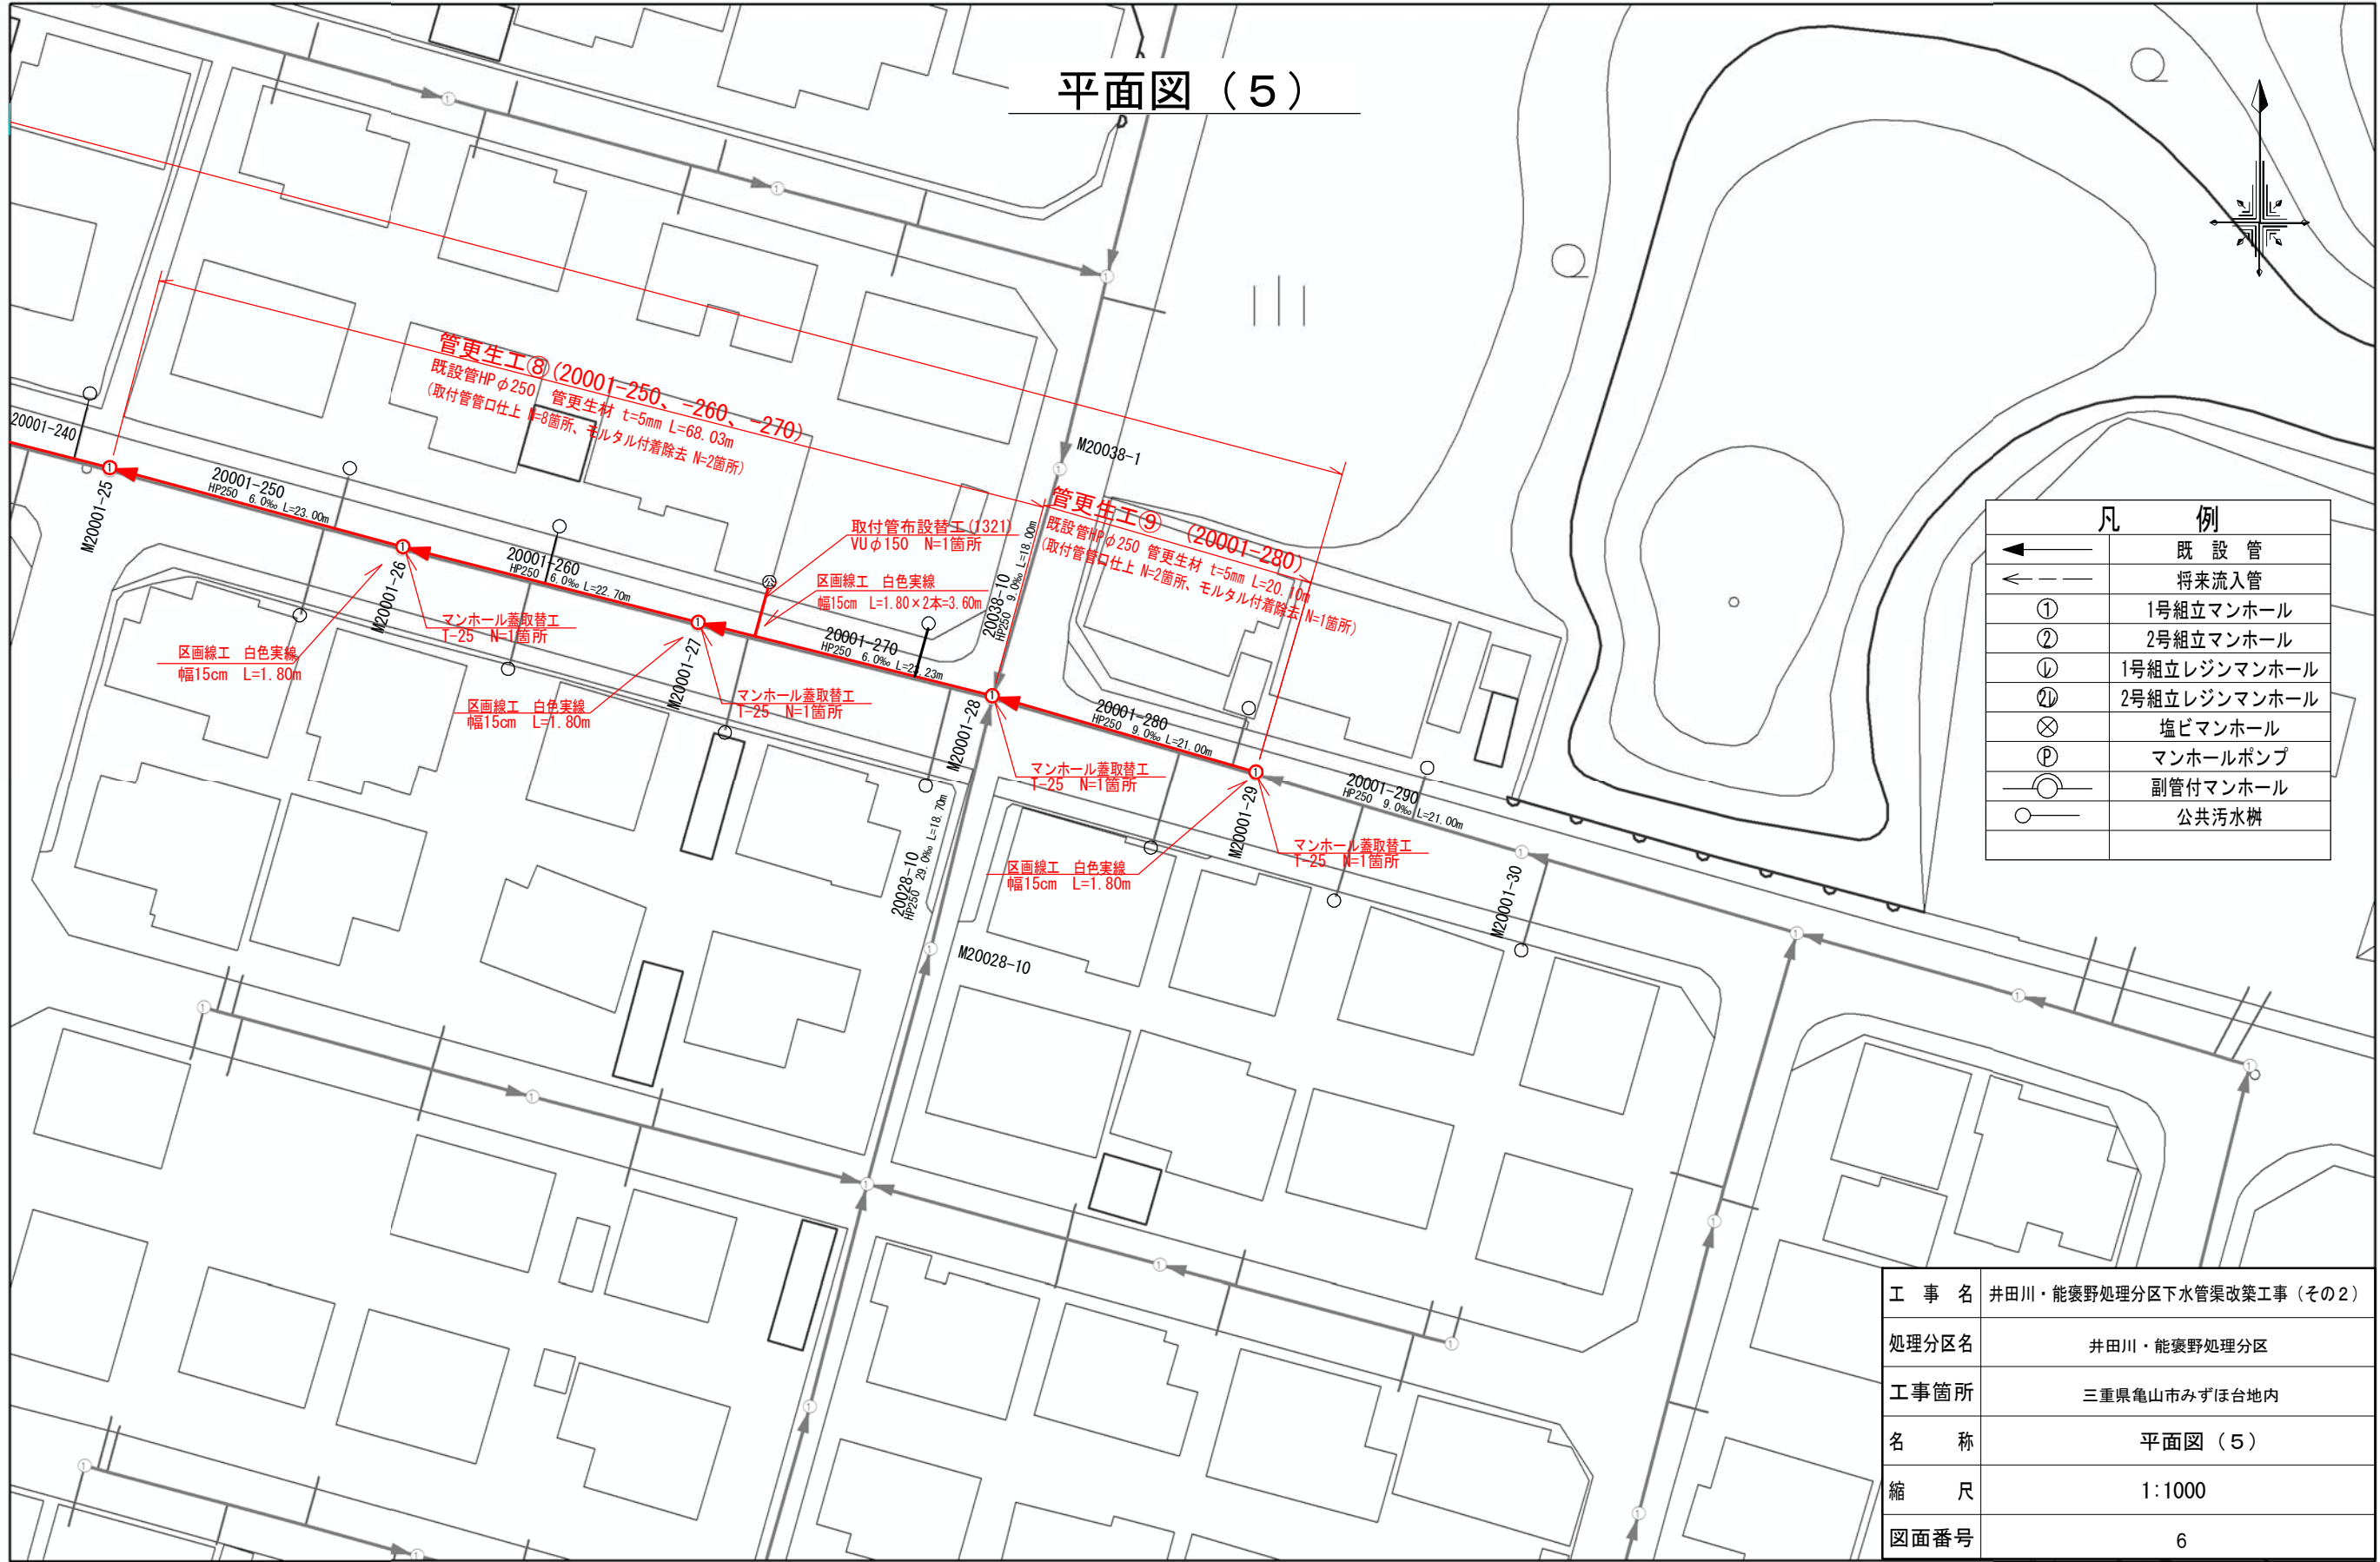 平面図（５）
管更生工⑧(20001-250、-260、-270)
既設管HPφ250　管更生材 t=5mm L=68.03m
(取付管管口仕上 N=8箇所、モルタル付着除去 N=2箇所)
20001-240
M20001-25
20001-250
HP250 6.0‰ L=23.00m
M20001-26
20001-260
HP250 6.0‰ L=22.70m
取付管布設替工(1321)
VUφ150　N=1箇所
区画線工　白色実線
幅15cm　L=1.80×2本=3.60m
公
M20038-1
20038-10
HP250 9.0‰ L=18.00m
管更生工⑨　(20001-280)
既設管HPφ250 管更生材 t=5mm L=20.10m
(取付管管口仕上 N=2箇所、モルタル付着除去 N=1箇所)
マンホール蓋取替工
T-25　N=1箇所
区画線工　白色実線
幅15cm　L=1.80m
M20001-27
20001-270
HP250 6.0‰
区画線工　白色実線
幅15cm　L=1.80m
マンホール蓋取替工
T-25　N=1箇所
M20001-28
20001-280
HP250 9.0‰ L=21.00m
マンホール蓋取替工
T-25　N=1箇所
M20001-29
20001-290
HP250 9.0‰ L=21.00m
マンホール蓋取替工
T-25　N=1箇所
区画線工　白色実線
幅15cm　L=1.80m
20028-10
HP250 29.0‰ L=18.70m
M20028-10
M20001-30
凡　例
既設管
将来流入管
① 1号組立マンホール
② 2号組立マンホール
1号組立レジンマンホール
2号組立レジンマンホール
塩ビマンホール
Ⓟ マンホールポンプ
副管付マンホール
公共汚水桝
工事名 井田川・能褒野処理分区下水管渠改築工事（その２）
処理分区名 井田川・能褒野処理分区
工事箇所 三重県亀山市みずほ台地内
名称 平面図（５）
縮尺 1:1000
図面番号 6